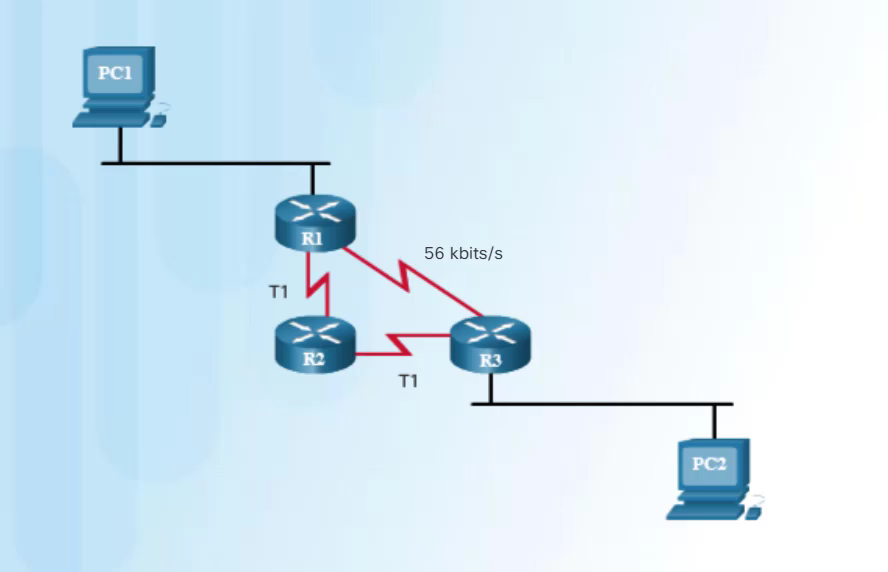 PC1
R1
56 kbits/s
T1
R2
R3
T1
PC2